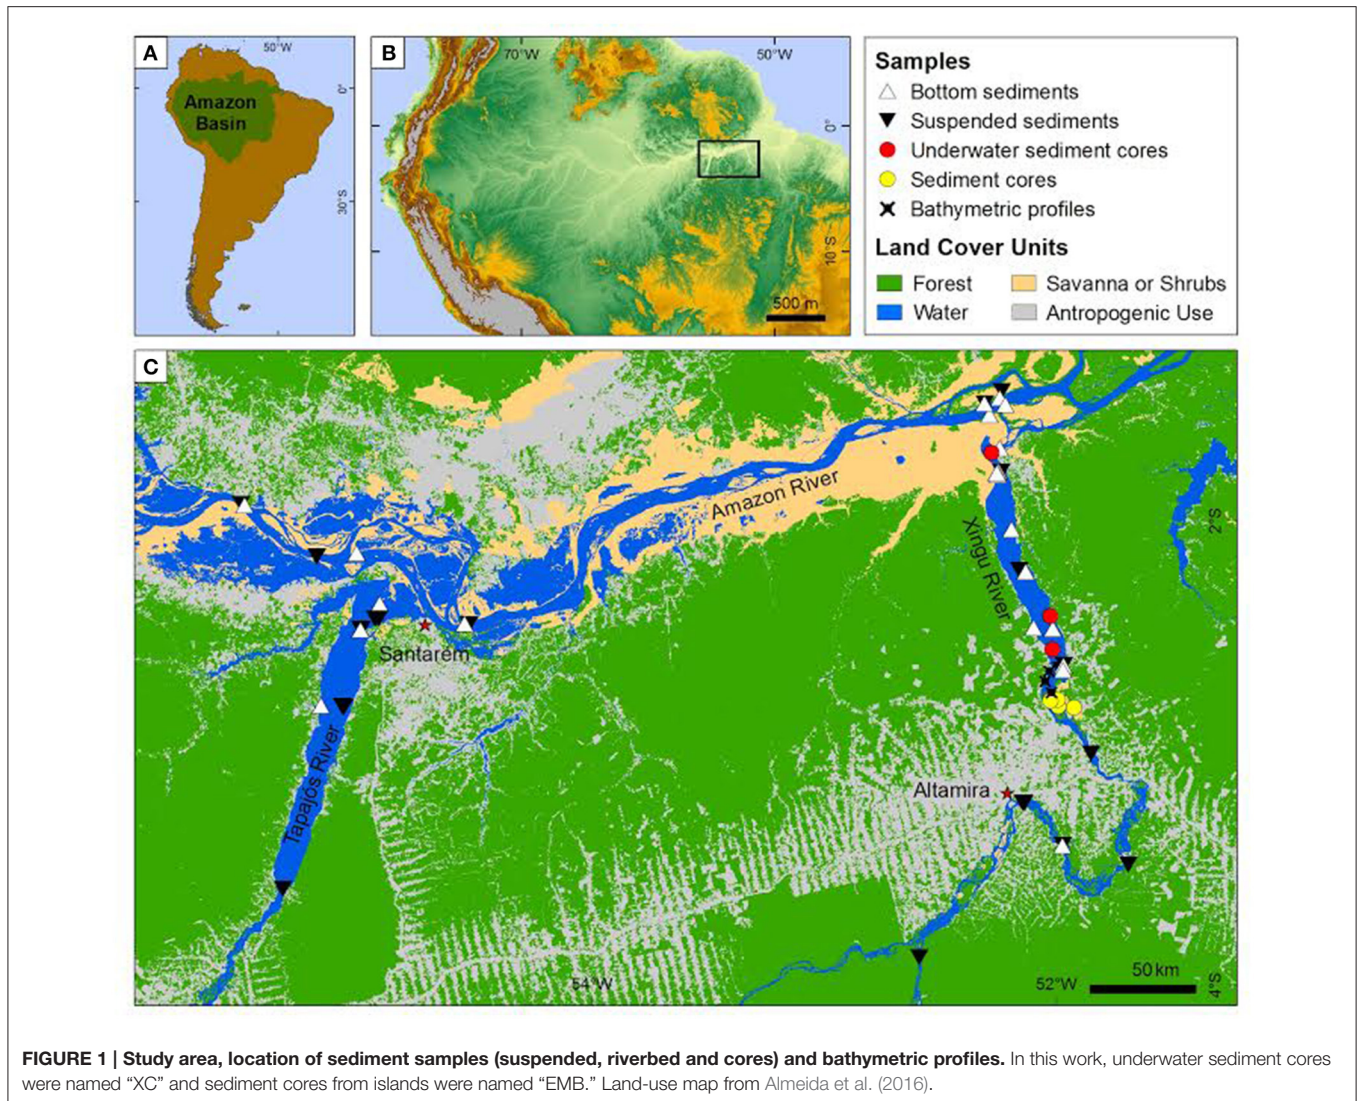 A
50°W
0°
30°S
Amazon
Basin
B
70°W
50°W
0°
10°S
500 m
Samples
Bottom sediments
Suspended sediments
Underwater sediment cores
Sediment cores
Bathymetric profiles
Land Cover Units
Forest
Savanna or Shrubs
Water
Antropogenic Use
C
Amazon River
Xingu River
2°S
Santarém
Tapajós River
Altamira
54°W
52°W
50 km
4°S
FIGURE 1 | Study area, location of sediment samples (suspended, riverbed and cores) and bathymetric profiles. In this work, underwater sediment cores
were named “XC” and sediment cores from islands were named “EMB.” Land-use map from Almeida et al. (2016).